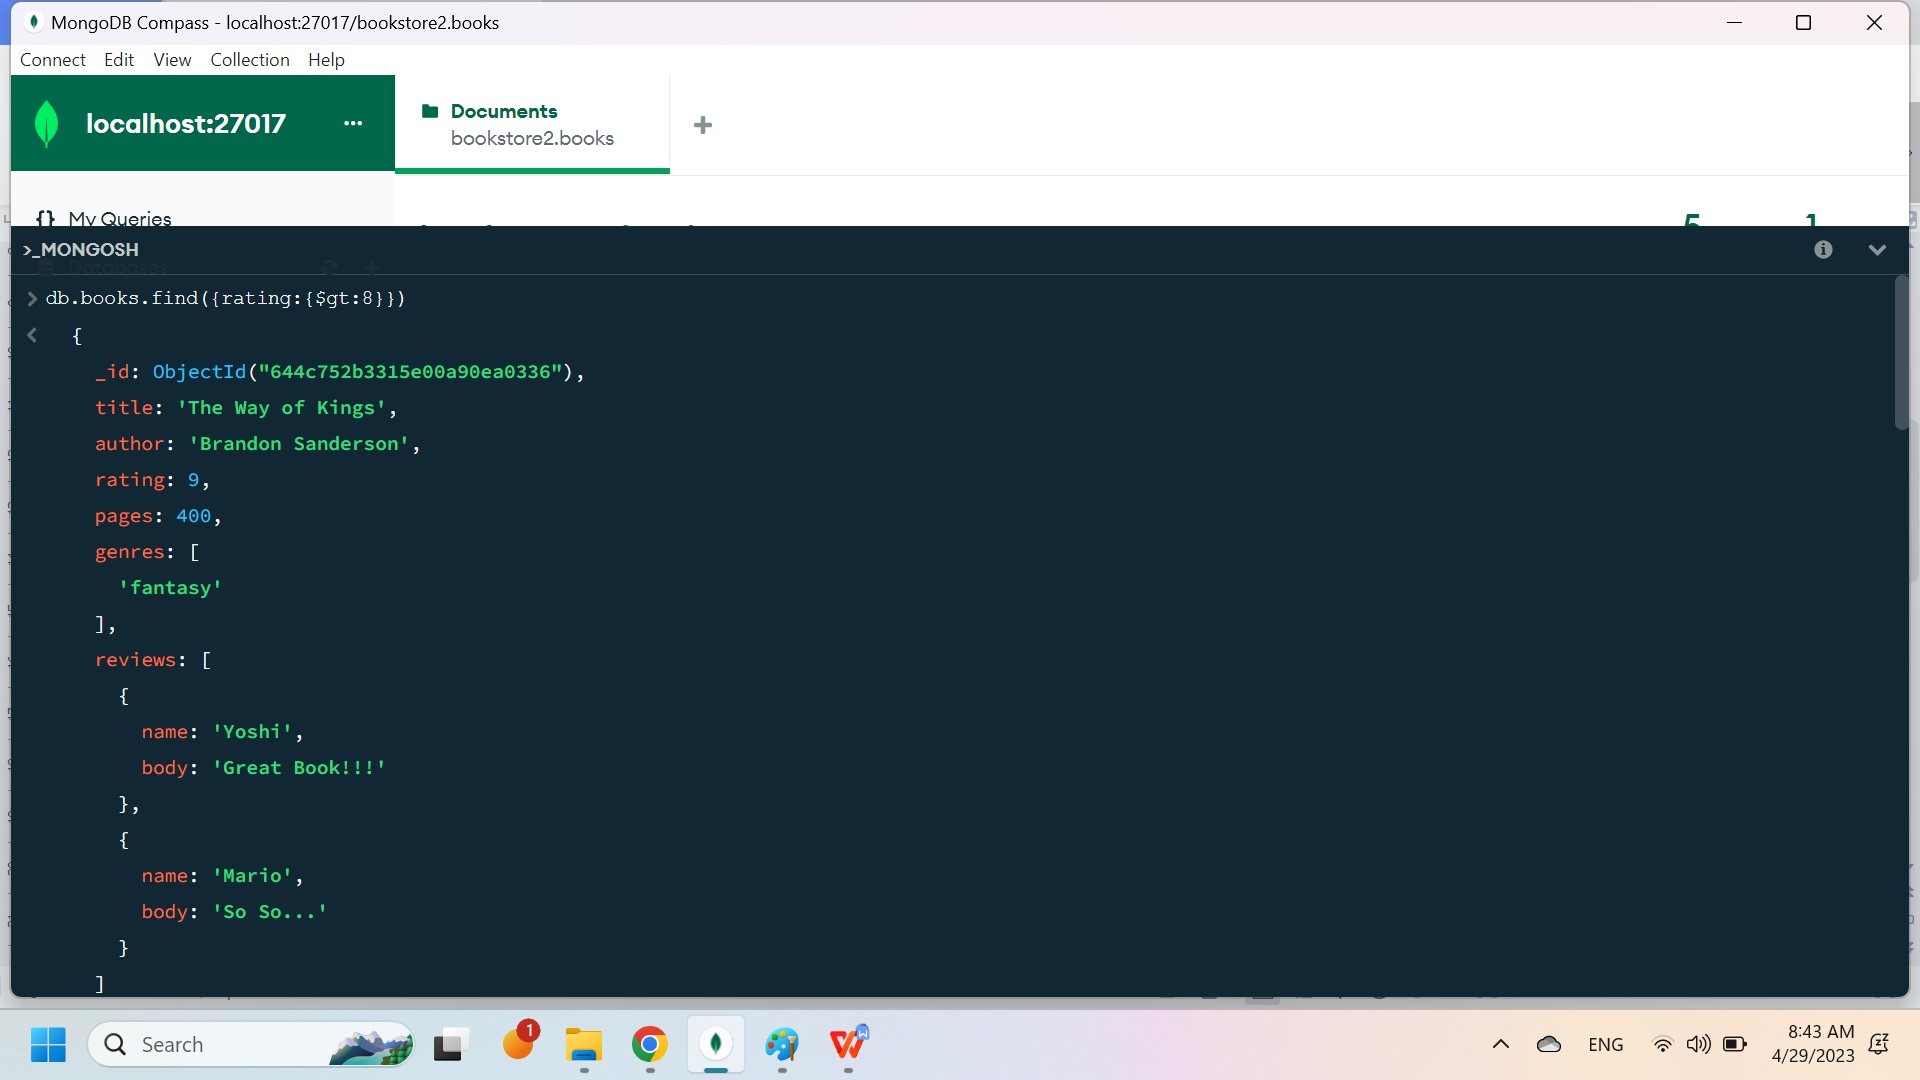 MongoDB Compass - localhost:27017/bookstore2.books
Connect Edit View Collection Help
localhost:27017 ...
Documents
bookstore2.books
{} My Queries
5 1
>_MONGOSH
Databases
db.books.find({rating:{$gt:8}})
{
_id: ObjectId("644c752b3315e00a90ea0336"),
title: 'The Way of Kings',
author: 'Brandon Sanderson',
rating: 9,
pages: 400,
genres: [
'fantasy'
],
reviews: [
{
name: 'Yoshi',
body: 'Great Book!!!'
},
{
name: 'Mario',
body: 'So So...'
}
]
Search
1
ENG
8:43 AM
4/29/2023